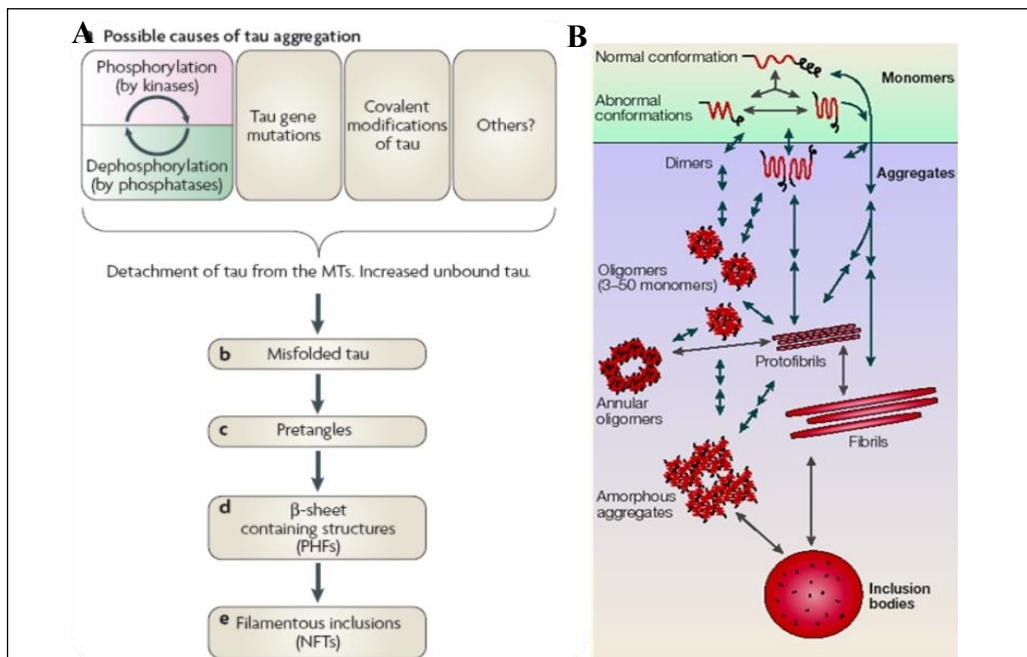 A
Possible causes of tau aggregation
Phosphorylation
(by kinases)
Dephosphorylation
(by phosphatases)
Tau gene
mutations
Covalent
modifications
of tau
Others?
Detachment of tau from the MTs. Increased unbound tau.
b Misfolded tau
c Pretangles
d β-sheet
containing structures
(PHFs)
e Filamentous inclusions
(NFTs)
B
Normal conformation
Monomers
Abnormal
conformations
Dimers
Aggregates
Oligomers
(3–50 monomers)
Protofibrils
Annular
oligomers
Fibrils
Amorphous
aggregates
Inclusion
bodies